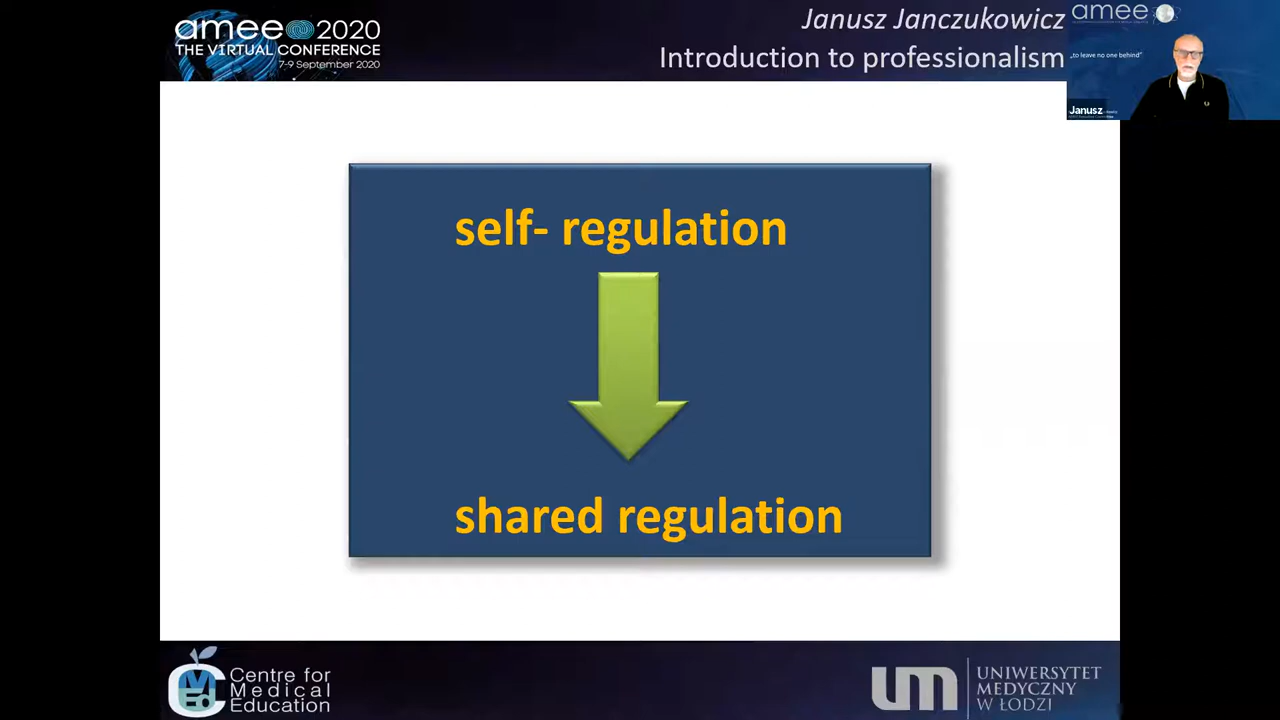 amee 2020
THE VIRTUAL CONFERENCE
7-9 September 2020
Janusz Janczukowicz
Introduction to professionalism
amee
„to leave no one behind”
Janusz
self- regulation
shared regulation
Centre for
Medical
Education
um
UNIWERSYTET
MEDYCZNY
W ŁODZI